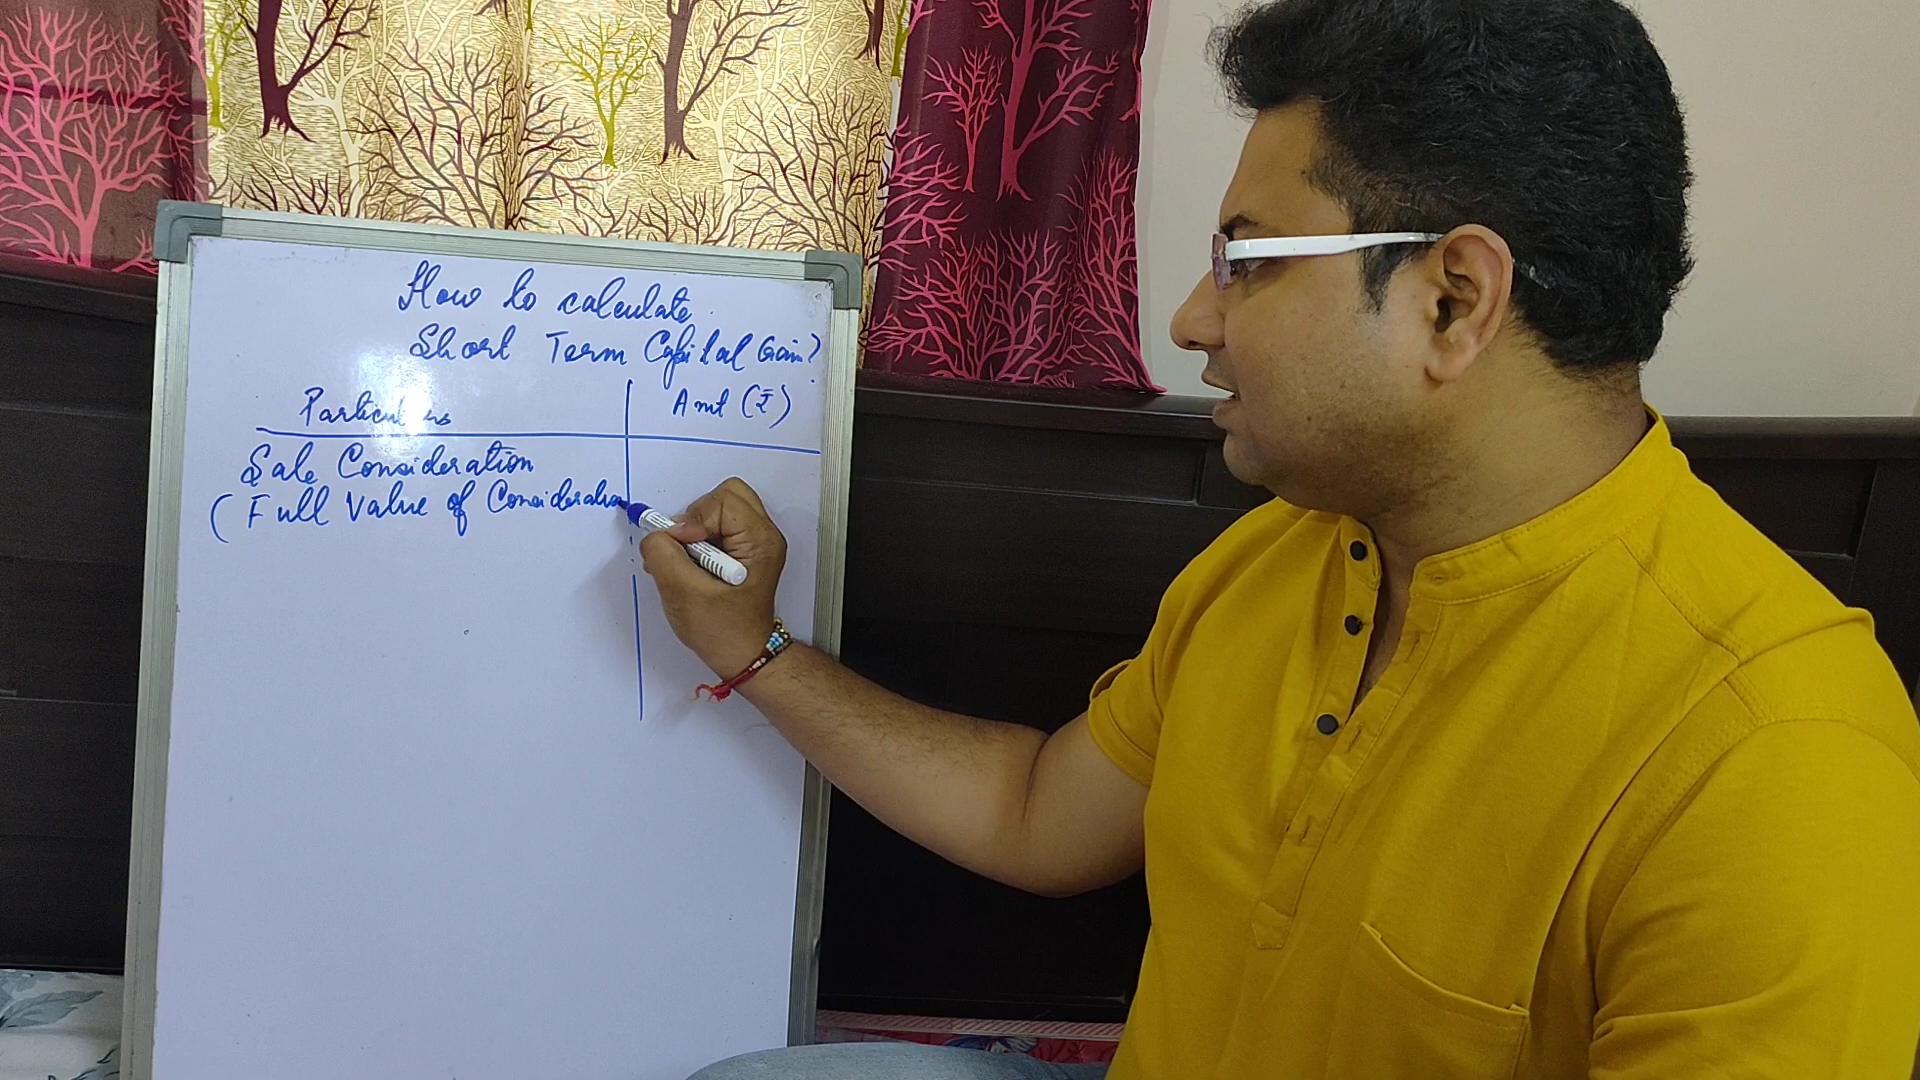 How to calculate
Short Term Capital Gain?
Particulars Amt (₹)
Sale Consideration
(Full Value of Consideration